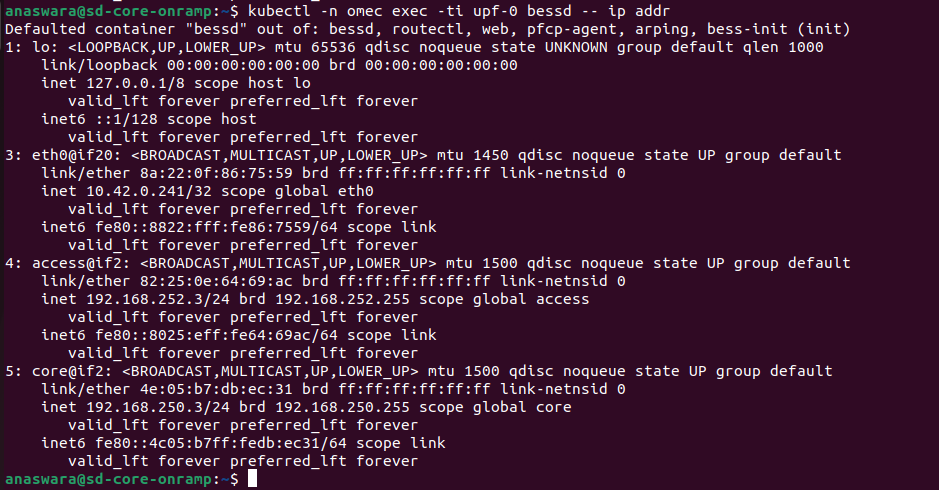 anaswara@sd-core-onramp:~$ kubectl -n omec exec -ti upf-0 bessd -- ip addr
Defaulted container "bessd" out of: bessd, routectl, web, pfcp-agent, arping, bess-init (init)
1: lo: <LOOPBACK,UP,LOWER_UP> mtu 65536 qdisc noqueue state UNKNOWN group default qlen 1000
    link/loopback 00:00:00:00:00:00 brd 00:00:00:00:00:00
    inet 127.0.0.1/8 scope host lo
       valid_lft forever preferred_lft forever
    inet6 ::1/128 scope host
       valid_lft forever preferred_lft forever
3: eth0@if20: <BROADCAST,MULTICAST,UP,LOWER_UP> mtu 1450 qdisc noqueue state UP group default
    link/ether 8a:22:0f:86:75:59 brd ff:ff:ff:ff:ff:ff link-netnsid 0
    inet 10.42.0.241/32 scope global eth0
       valid_lft forever preferred_lft forever
    inet6 fe80::8822:fff:fe86:7559/64 scope link
       valid_lft forever preferred_lft forever
4: access@if2: <BROADCAST,MULTICAST,UP,LOWER_UP> mtu 1500 qdisc noqueue state UP group default
    link/ether 82:25:0e:64:69:ac brd ff:ff:ff:ff:ff:ff link-netnsid 0
    inet 192.168.252.3/24 brd 192.168.252.255 scope global access
       valid_lft forever preferred_lft forever
    inet6 fe80::8025:eff:fe64:69ac/64 scope link
       valid_lft forever preferred_lft forever
5: core@if2: <BROADCAST,MULTICAST,UP,LOWER_UP> mtu 1500 qdisc noqueue state UP group default
    link/ether 4e:05:b7:db:ec:31 brd ff:ff:ff:ff:ff:ff link-netnsid 0
    inet 192.168.250.3/24 brd 192.168.250.255 scope global core
       valid_lft forever preferred_lft forever
    inet6 fe80::4c05:b7ff:fedb:ec31/64 scope link
       valid_lft forever preferred_lft forever
anaswara@sd-core-onramp:~$